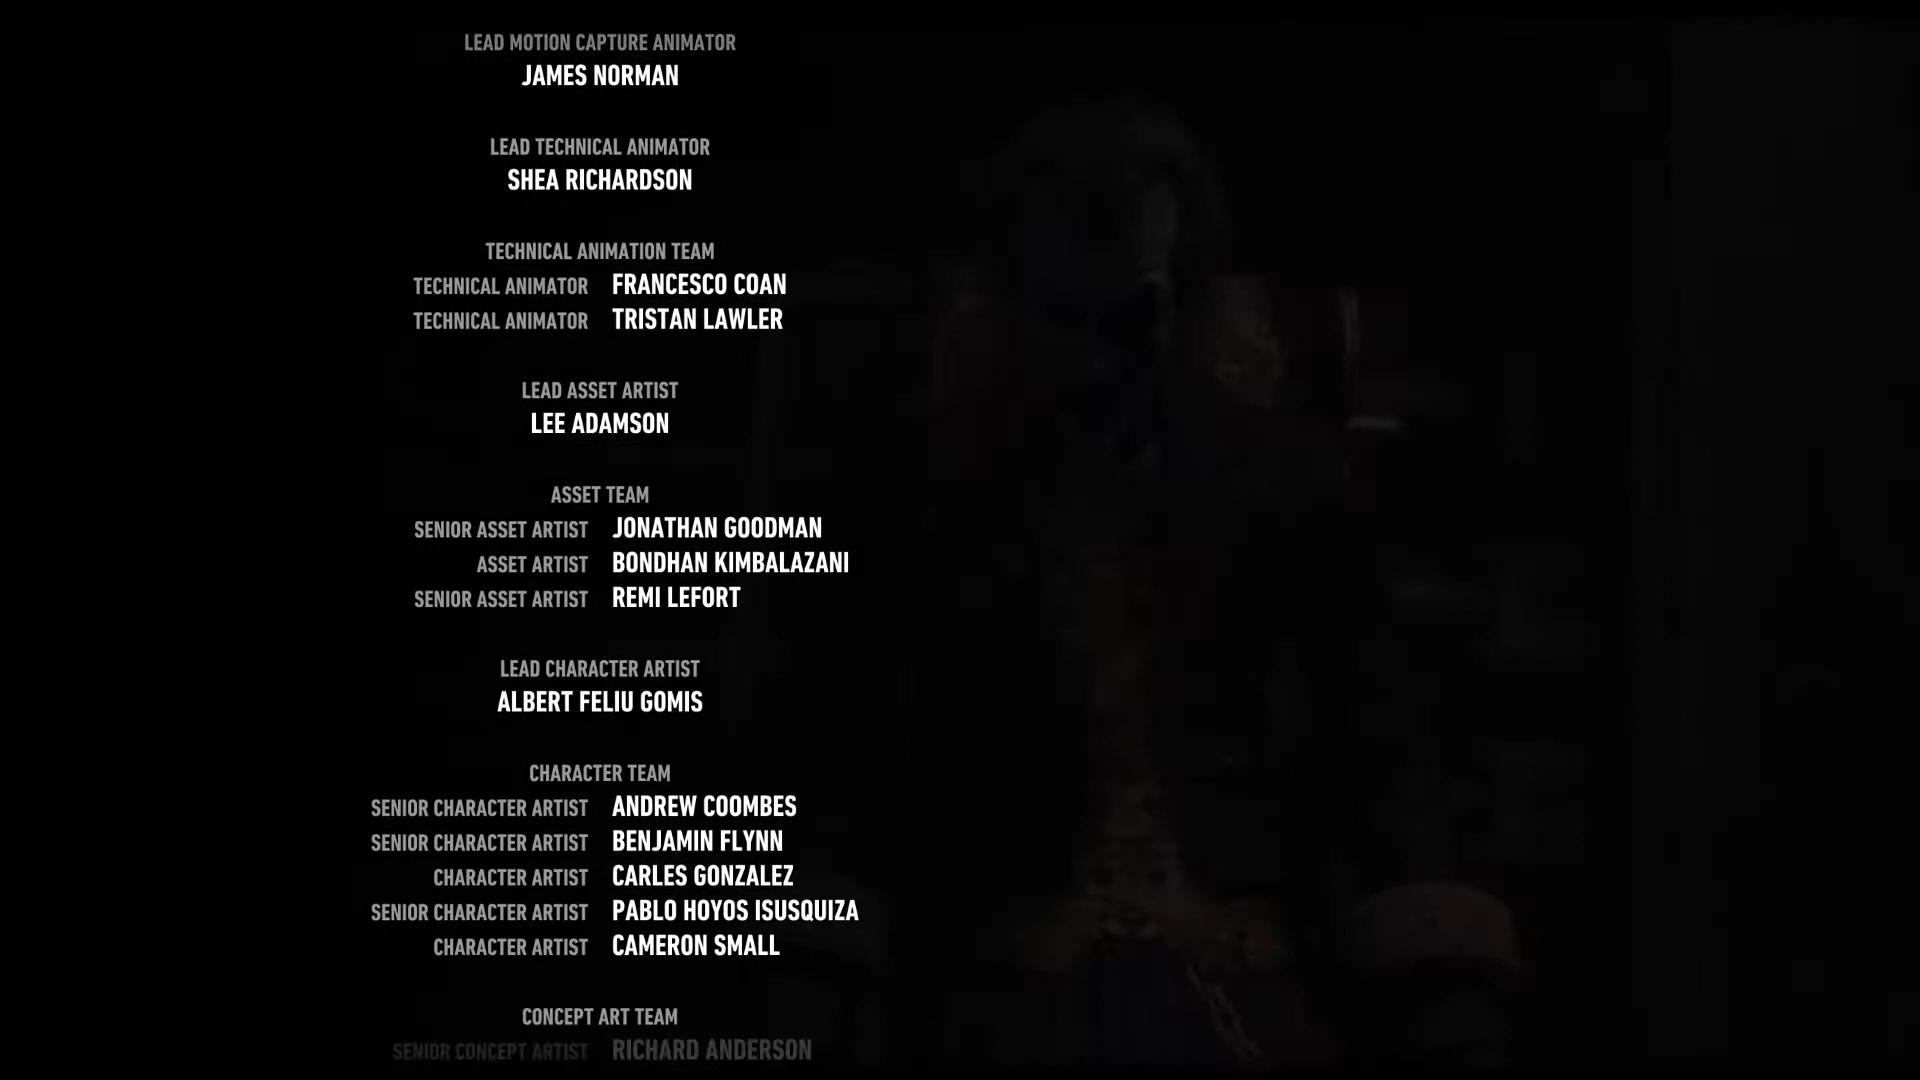 LEAD MOTION CAPTURE ANIMATOR
JAMES NORMAN
LEAD TECHNICAL ANIMATOR
SHEA RICHARDSON
TECHNICAL ANIMATION TEAM
TECHNICAL ANIMATOR FRANCESCO COAN
TECHNICAL ANIMATOR TRISTAN LAWLER
LEAD ASSET ARTIST
LEE ADAMSON
ASSET TEAM
SENIOR ASSET ARTIST JONATHAN GOODMAN
ASSET ARTIST BONDHAN KIMBALAZANI
SENIOR ASSET ARTIST REMI LEFORT
LEAD CHARACTER ARTIST
ALBERT FELIU GOMIS
CHARACTER TEAM
SENIOR CHARACTER ARTIST ANDREW COOMBES
SENIOR CHARACTER ARTIST BENJAMIN FLYNN
CHARACTER ARTIST CARLES GONZALEZ
SENIOR CHARACTER ARTIST PABLO HOYOS ISUSQUIZA
CHARACTER ARTIST CAMERON SMALL
CONCEPT ART TEAM
SENIOR CONCEPT ARTIST RICHARD ANDERSON